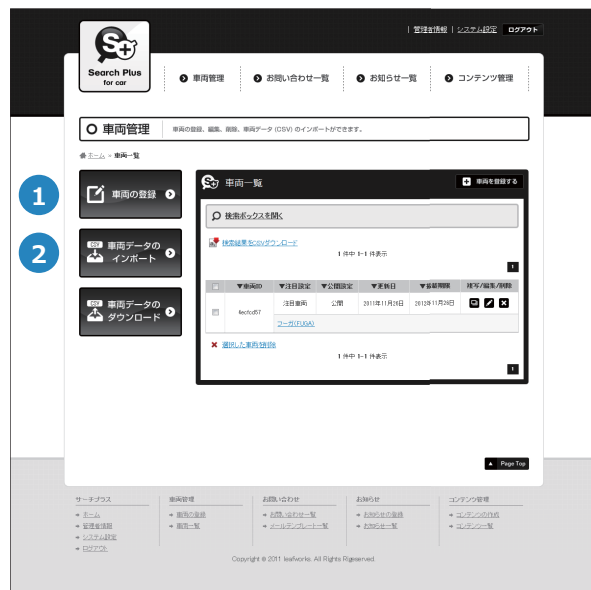 管理者情報 | システム設定 ログアウト
S+
Search Plus
for car
車両管理 お問い合わせ一覧 お知らせ一覧 コンテンツ管理
車両管理 車両の登録、編集、削除、車両データ (CSV) のインポートができます。
ホーム » 車両一覧
1
車両の登録
2
CSV 車両データの
インポート
CSV 車両データの
ダウンロード
S+ 車両一覧 車両を登録する
検索ボックスを開く
検索結果をCSVダウンロード
1 件中 1-1 件表示
1
▼車両ID ▼注目設定 ▼公開設定 ▼更新日 ▼掲載期限 複写/編集/削除
6ecfcd57 注目車両 公開 2011年11月26日 2012年11月26日
フーガ(FUGA)
選択した車両を削除
1 件中 1-1 件表示
1
▲ Page Top
サーチプラス
ホーム
管理者情報
システム設定
ログアウト
車両管理
車両の登録
車両一覧
お問い合わせ
お問い合わせ一覧
メールテンプレート一覧
お知らせ
お知らせの登録
お知らせ一覧
コンテンツ管理
コンテンツの作成
コンテンツ一覧
Copyright © 2011 leafworks. All Rights Rigeserved.